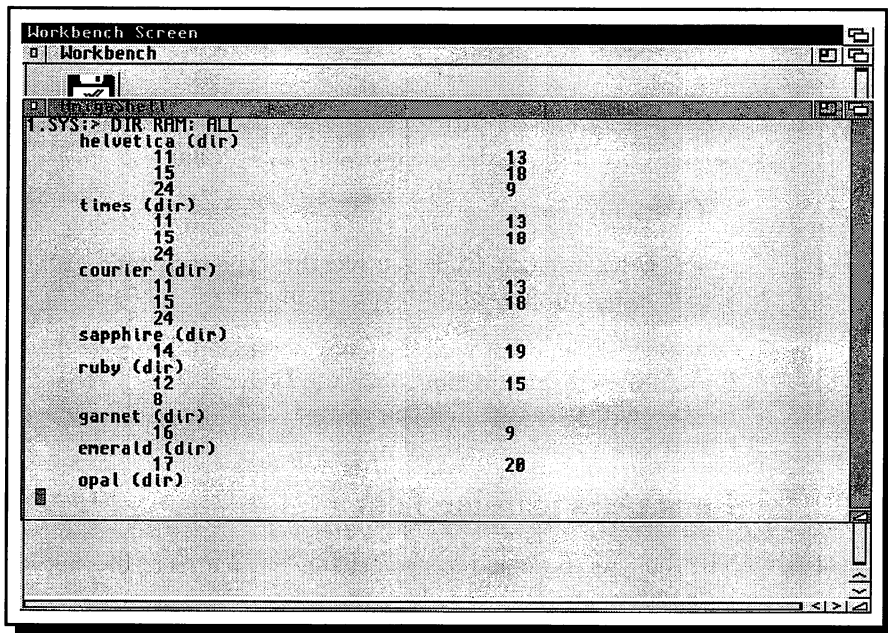 Workbench Screen
Workbench
AmigaShell
1.SYS:> DIR RAM: ALL
helvetica (dir)
11 13
15 18
24 9
times (dir)
11 13
15 18
24
courier (dir)
11 13
15 18
24
sapphire (dir)
14 19
ruby (dir)
12 15
8
garnet (dir)
16 9
emerald (dir)
17 20
opal (dir)